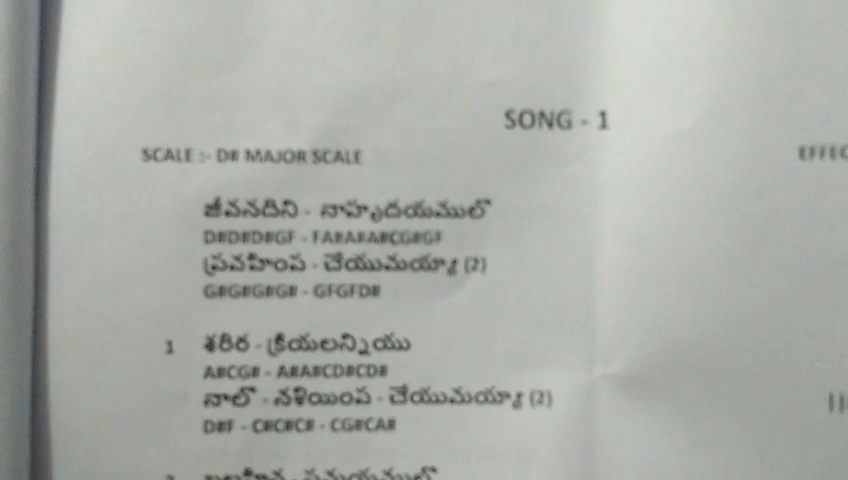 SONG - 1
SCALE :- D# MAJOR SCALE
EFFEC
జీవనదిని - నాహృదయములో
D#D#D#GF - FA#A#A#CG#GF
ప్రవహింప - చేయుమయ్యా (2)
G#G#G#G# - GFGFD#
1 శరీర - క్రియలన్నియు
A#CG# - A#A#CD#CD#
నాలో - నశియింప - చేయుమయ్యా (2)
D#F - C#C#C# - CG#CA#